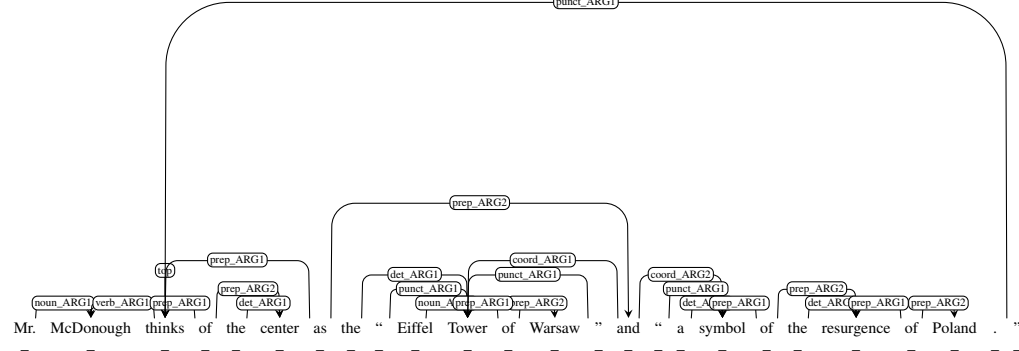 punct_ARG1
prep_ARG2
top prep_ARG1 det_ARG1 coord_ARG1 punct_ARG1 coord_ARG2
prep_ARG2 punct_ARG1 punct_ARG1 prep_ARG2
noun_ARG1 verb_ARG1 prep_ARG1 det_ARG1 prep_ARG1 prep_ARG2 prep_ARG1 prep_ARG1 prep_ARG2
Mr. McDonough thinks of the center as the “ Eiffel Tower of Warsaw ” and “ a symbol of the resurgence of Poland . ”